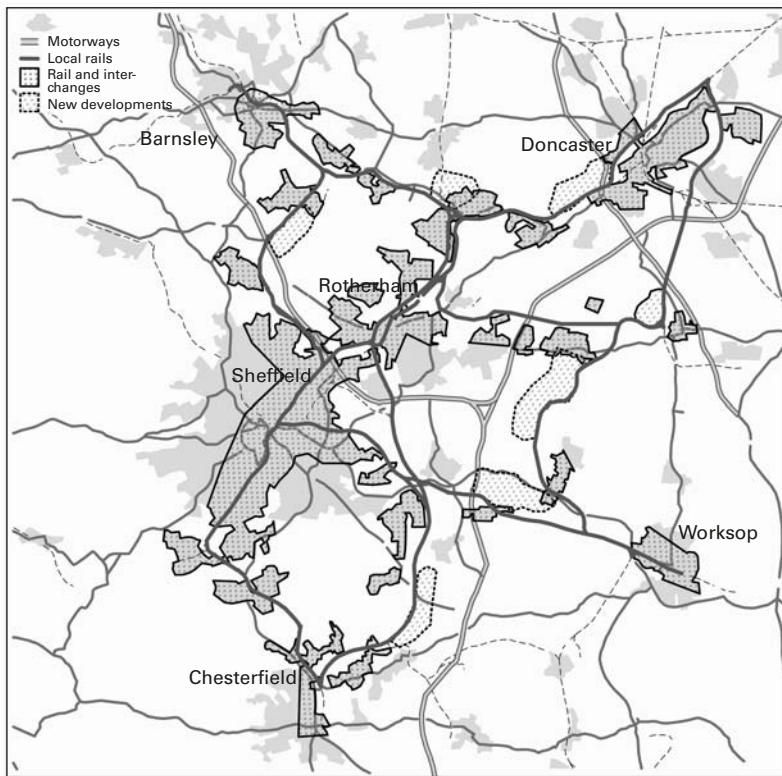 Motorways
Local rails
Rail and inter-
changes
New developments
Barnsley
Doncaster
Rotherham
Sheffield
Worksop
Chesterfield